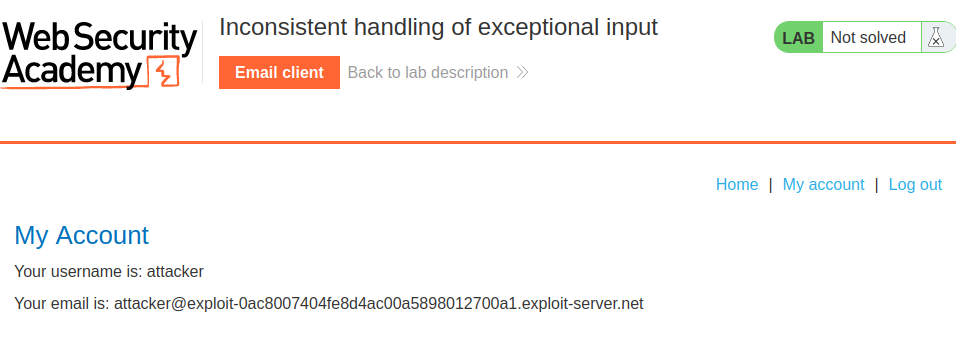 Web Security
Academy
Inconsistent handling of exceptional input
Email client Back to lab description
LAB Not solved
Home | My account | Log out
My Account
Your username is: attacker
Your email is: attacker@exploit-0ac8007404fe8d4ac00a5898012700a1.exploit-server.net